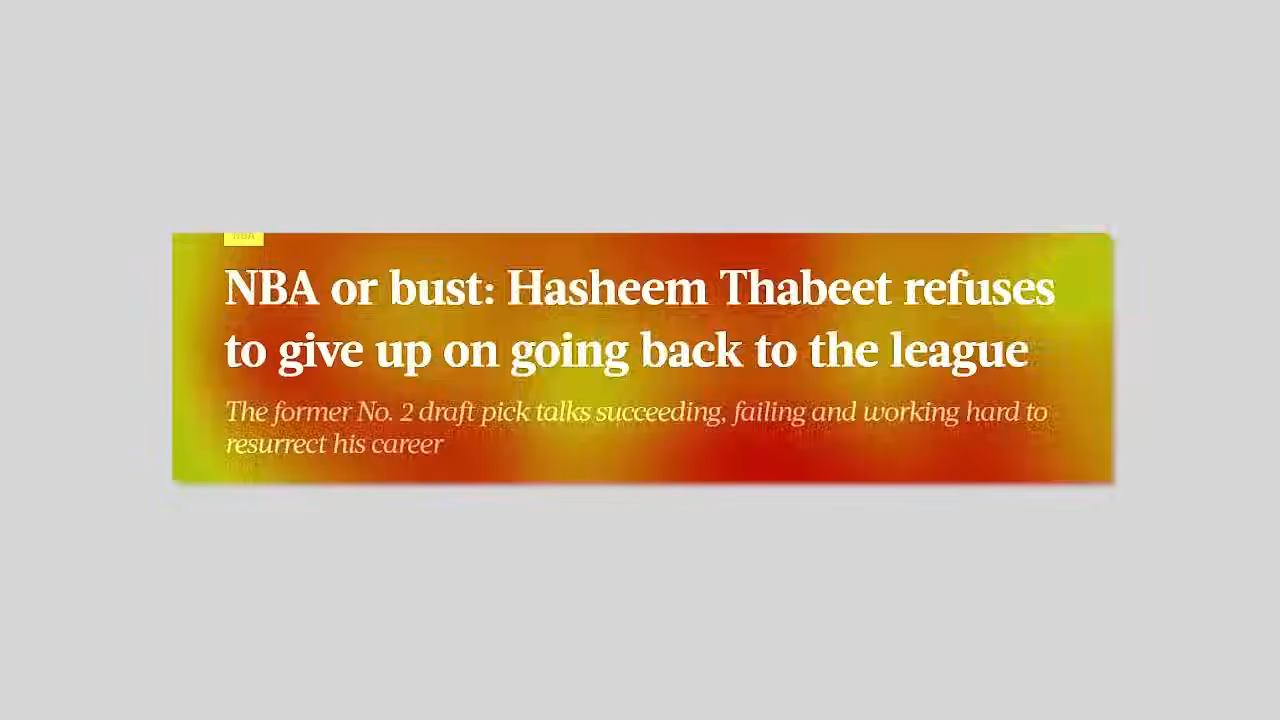 NBA
NBA or bust: Hasheem Thabeet refuses
to give up on going back to the league
The former No. 2 draft pick talks succeeding, failing and working hard to
resurrect his career